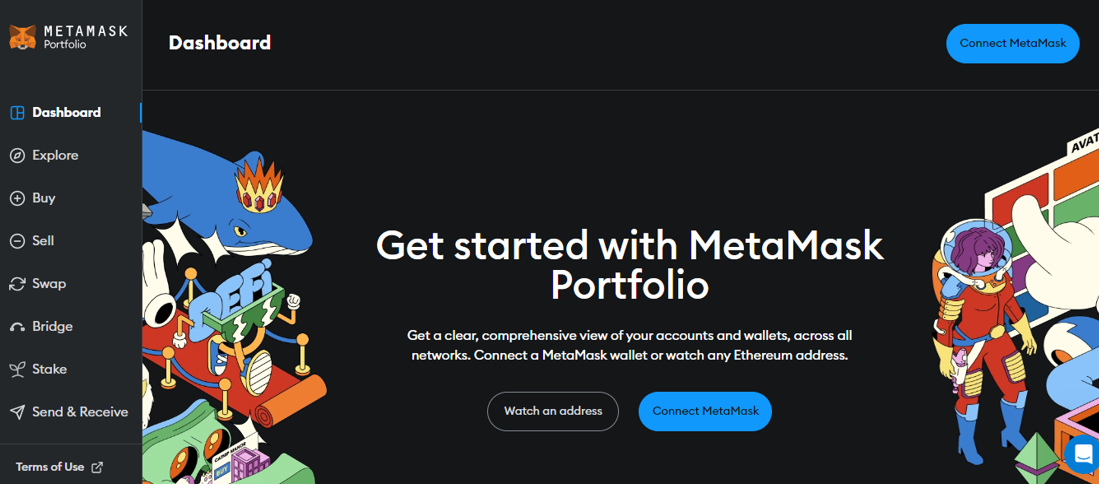 METAMASK
Portfolio
Dashboard
Connect MetaMask
Dashboard
Explore
Buy
Sell
Swap
Bridge
Stake
Send & Receive
Terms of Use
AVAT
DEFI
BUY
Get started with MetaMask
Portfolio
Get a clear, comprehensive view of your accounts and wallets, across all
networks. Connect a MetaMask wallet or watch any Ethereum address.
Watch an address
Connect MetaMask